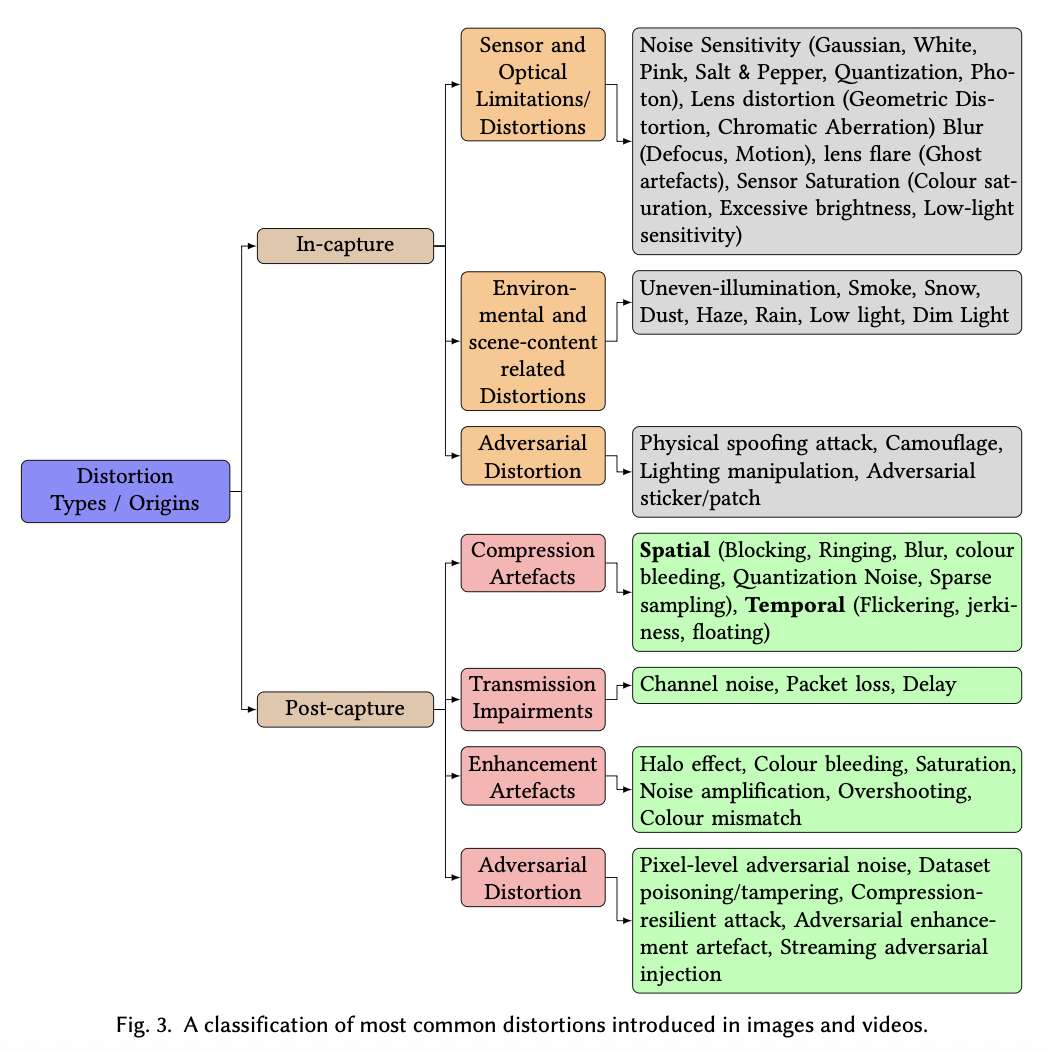 Sensor and
Optical
Limitations/
Distortions
Noise Sensitivity (Gaussian, White,
Pink, Salt & Pepper, Quantization, Pho-
ton), Lens distortion (Geometric Dis-
tortion, Chromatic Aberration) Blur
(Defocus, Motion), lens flare (Ghost
artefacts), Sensor Saturation (Colour sat-
uration, Excessive brightness, Low-light
sensitivity)
In-capture
Environ-
mental and
scene-content
related
Distortions
Uneven-illumination, Smoke, Snow,
Dust, Haze, Rain, Low light, Dim Light
Adversarial
Distortion
Physical spoofing attack, Camouflage,
Lighting manipulation, Adversarial
sticker/patch
Distortion
Types / Origins
Compression
Artefacts
Spatial (Blocking, Ringing, Blur, colour
bleeding, Quantization Noise, Sparse
sampling), Temporal (Flickering, jerki-
ness, floating)
Post-capture
Transmission
Impairments
Channel noise, Packet loss, Delay
Enhancement
Artefacts
Halo effect, Colour bleeding, Saturation,
Noise amplification, Overshooting,
Colour mismatch
Adversarial
Distortion
Pixel-level adversarial noise, Dataset
poisoning/tampering, Compression-
resilient attack, Adversarial enhance-
ment artefact, Streaming adversarial
injection
Fig. 3. A classification of most common distortions introduced in images and videos.